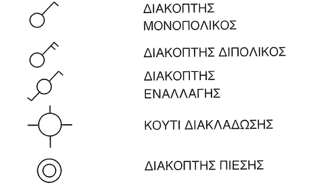 ΔΙΑΚΟΠΤΗΣ
ΜΟΝΟΠΟΛΙΚΟΣ
ΔΙΑΚΟΠΤΗΣ ΔΙΠΟΛΙΚΟΣ
ΔΙΑΚΟΠΤΗΣ
ΕΝΑΛΛΑΓΗΣ
ΚΟΥΤΙ ΔΙΑΚΛΑΔΩΣΗΣ
ΔΙΑΚΟΠΤΗΣ ΠΙΕΣΗΣ